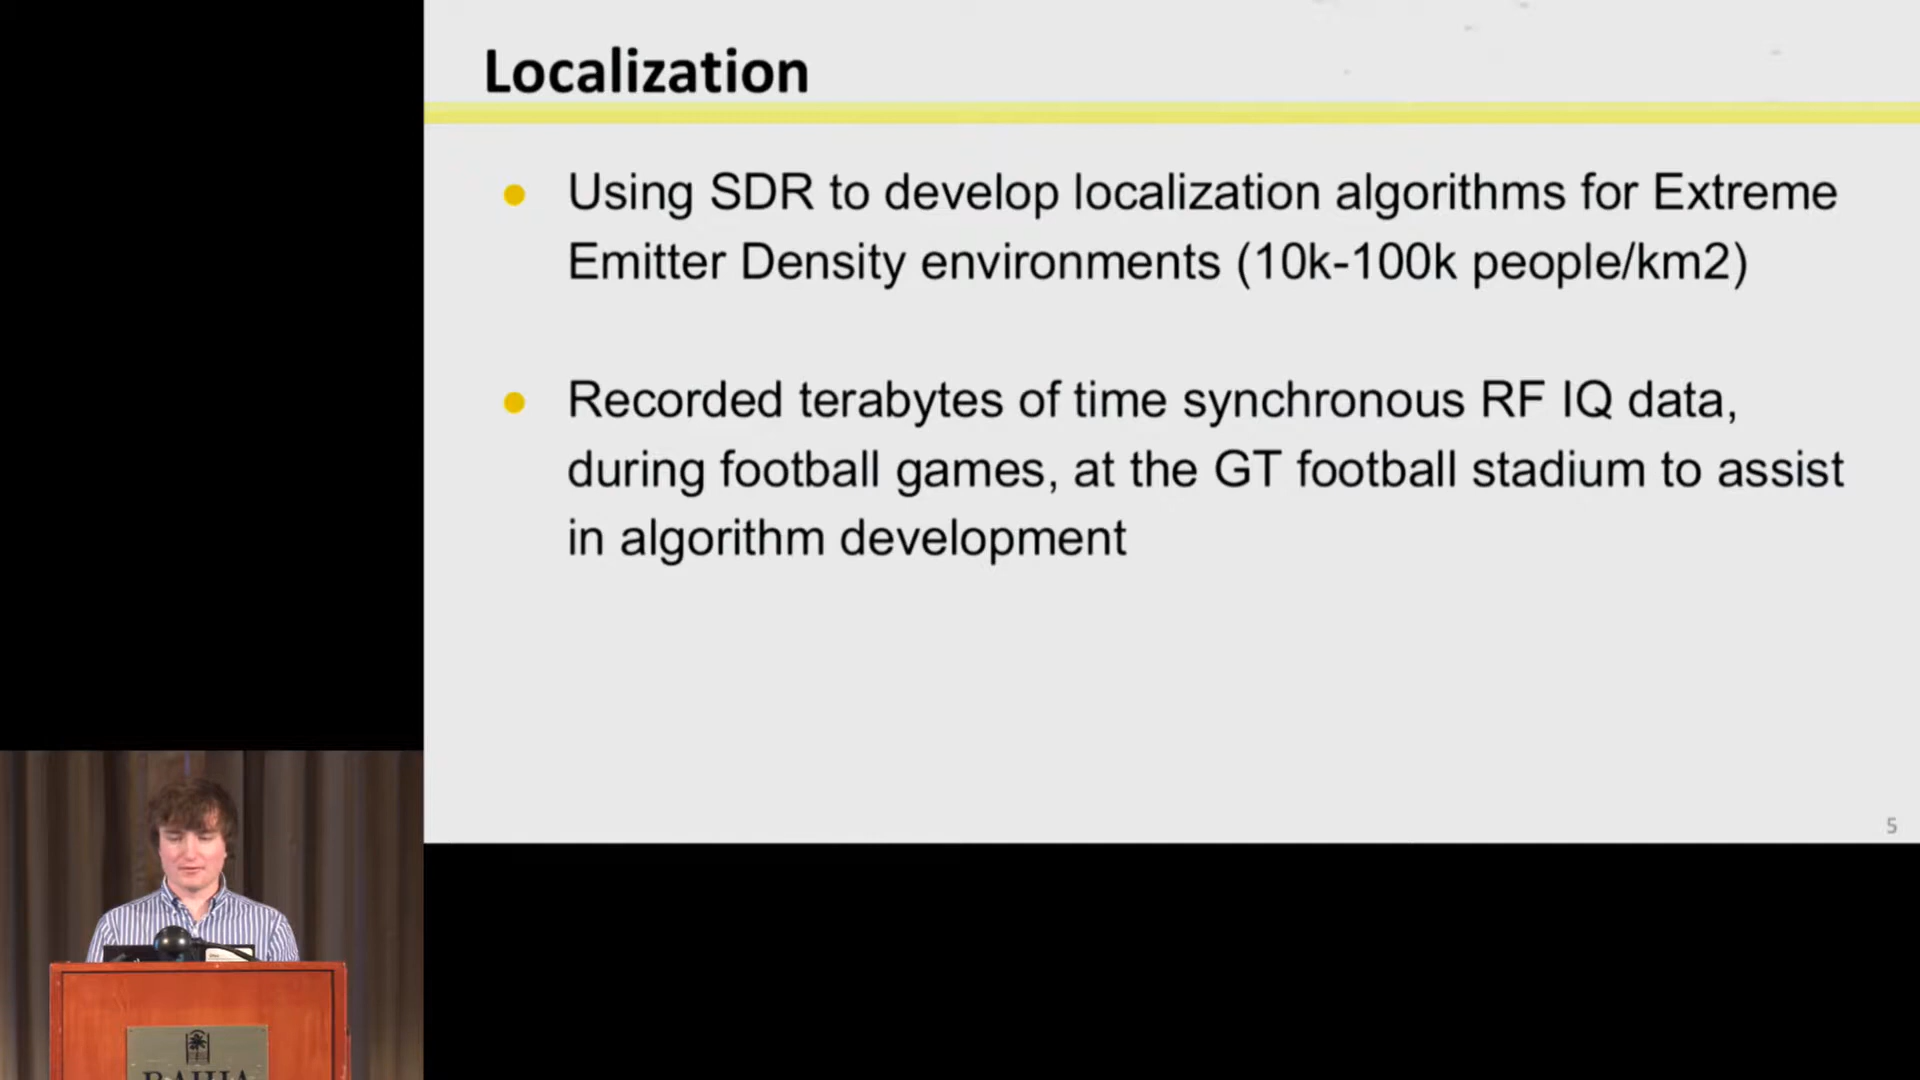 Localization
Using SDR to develop localization algorithms for Extreme
Emitter Density environments (10k-100k people/km2)
Recorded terabytes of time synchronous RF IQ data,
during football games, at the GT football stadium to assist
in algorithm development
5
BAHIA